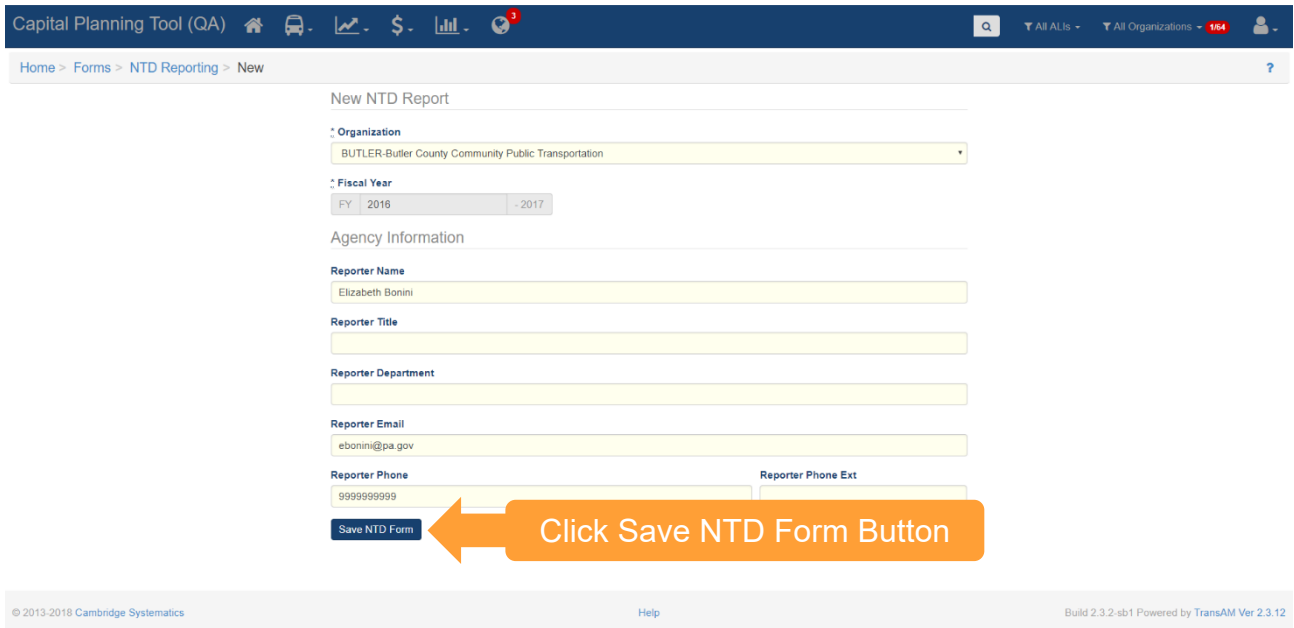 Capital Planning Tool (QA) 3 All ALIs All Organizations 1/64
Home > Forms > NTD Reporting > New ?
New NTD Report
* Organization
BUTLER-Butler County Community Public Transportation
* Fiscal Year
FY 2016 - 2017
Agency Information
Reporter Name
Elizabeth Bonini
Reporter Title
Reporter Department
Reporter Email
ebonini@pa.gov
Reporter Phone Reporter Phone Ext
9999999999
Save NTD Form Click Save NTD Form Button
© 2013-2018 Cambridge Systematics Help Build 2.3.2-sb1 Powered by TransAM Ver 2.3.12